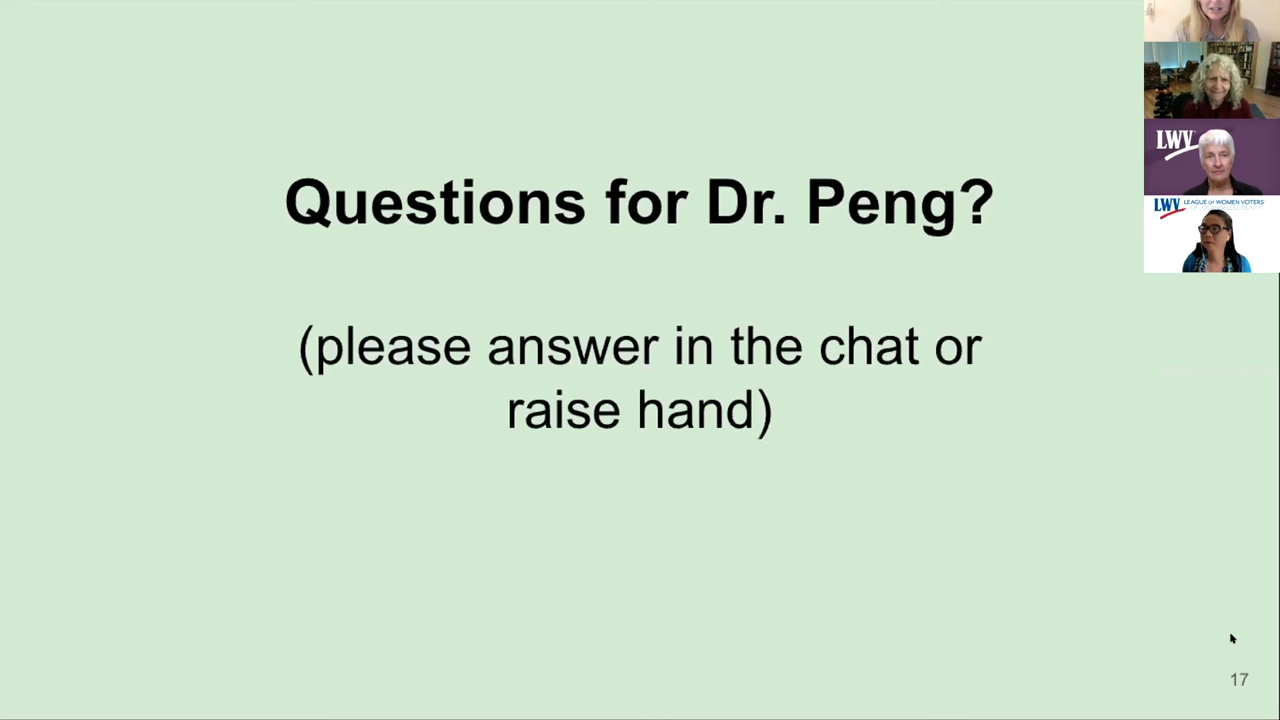 Questions for Dr. Peng?
(please answer in the chat or
raise hand)
LWV
LWV LEAGUE OF WOMEN VOTERS
17